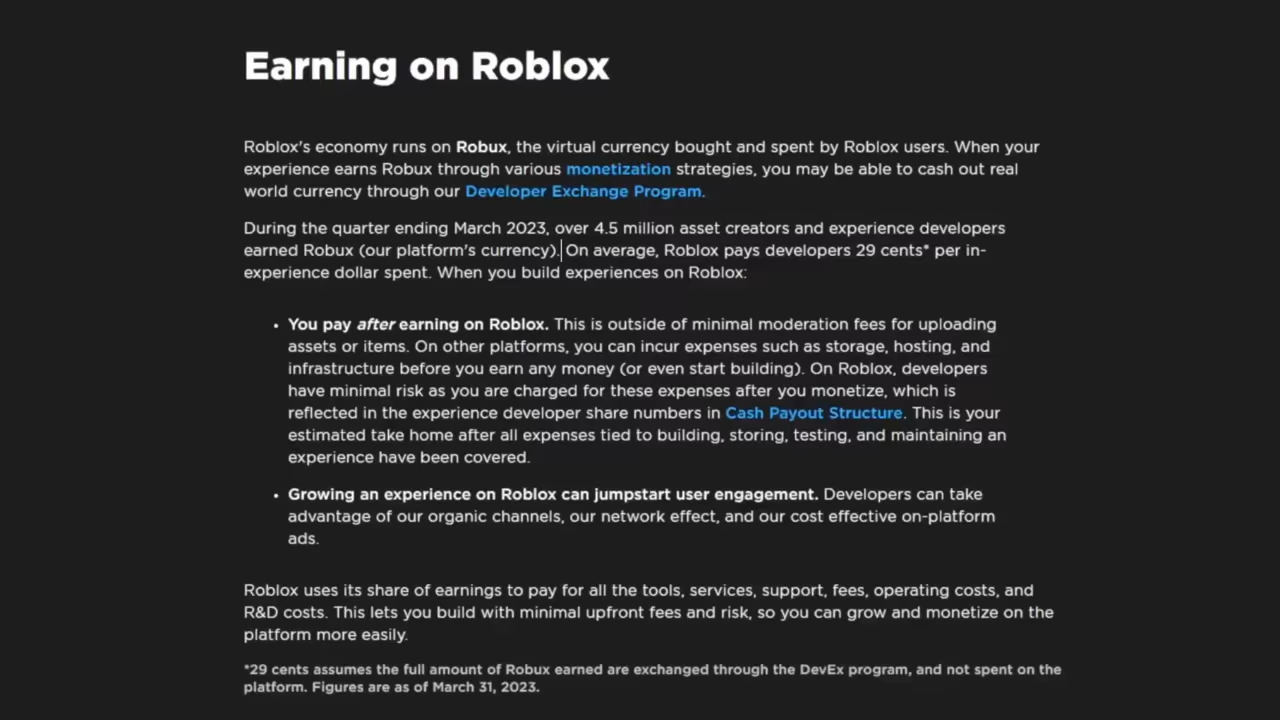 Earning on Roblox
Roblox's economy runs on Robux, the virtual currency bought and spent by Roblox users. When your
experience earns Robux through various monetization strategies, you may be able to cash out real
world currency through our Developer Exchange Program.
During the quarter ending March 2023, over 4.5 million asset creators and experience developers
earned Robux (our platform's currency). On average, Roblox pays developers 29 cents* per in-
experience dollar spent. When you build experiences on Roblox:
• You pay after earning on Roblox. This is outside of minimal moderation fees for uploading
assets or items. On other platforms, you can incur expenses such as storage, hosting, and
infrastructure before you earn any money (or even start building). On Roblox, developers
have minimal risk as you are charged for these expenses after you monetize, which is
reflected in the experience developer share numbers in Cash Payout Structure. This is your
estimated take home after all expenses tied to building, storing, testing, and maintaining an
experience have been covered.
• Growing an experience on Roblox can jumpstart user engagement. Developers can take
advantage of our organic channels, our network effect, and our cost effective on-platform
ads.
Roblox uses its share of earnings to pay for all the tools, services, support, fees, operating costs, and
R&D costs. This lets you build with minimal upfront fees and risk, so you can grow and monetize on the
platform more easily.
*29 cents assumes the full amount of Robux earned are exchanged through the DevEx program, and not spent on the
platform. Figures are as of March 31, 2023.